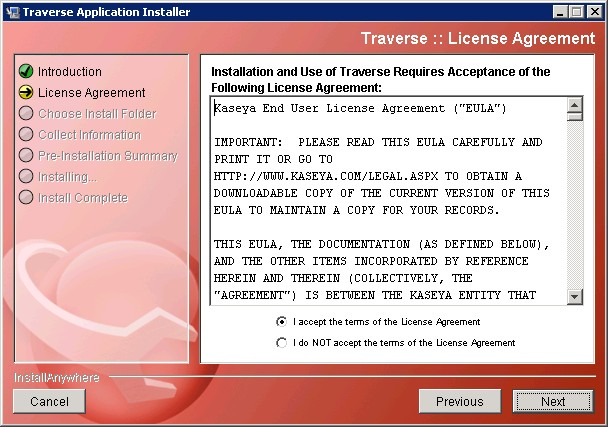 Traverse Application Installer
Traverse :: License Agreement
Introduction
License Agreement
Choose Install Folder
Collect Information
Pre-Installation Summary
Installing...
Install Complete
Installation and Use of Traverse Requires Acceptance of the
Following License Agreement:
Kaseya End User License Agreement ("EULA")
IMPORTANT:  PLEASE READ THIS EULA CAREFULLY AND
PRINT IT OR GO TO
HTTP://WWW.KASEYA.COM/LEGAL.ASPX TO OBTAIN A
DOWNLOADABLE COPY OF THE CURRENT VERSION OF THIS
EULA TO MAINTAIN A COPY FOR YOUR RECORDS.
THIS EULA, THE DOCUMENTATION (AS DEFINED BELOW),
AND THE OTHER ITEMS INCORPORATED BY REFERENCE
HEREIN AND THEREIN (COLLECTIVELY, THE
"AGREEMENT") IS BETWEEN THE KASEYA ENTITY THAT
I accept the terms of the License Agreement
I do NOT accept the terms of the License Agreement
InstallAnywhere
Cancel
Previous
Next